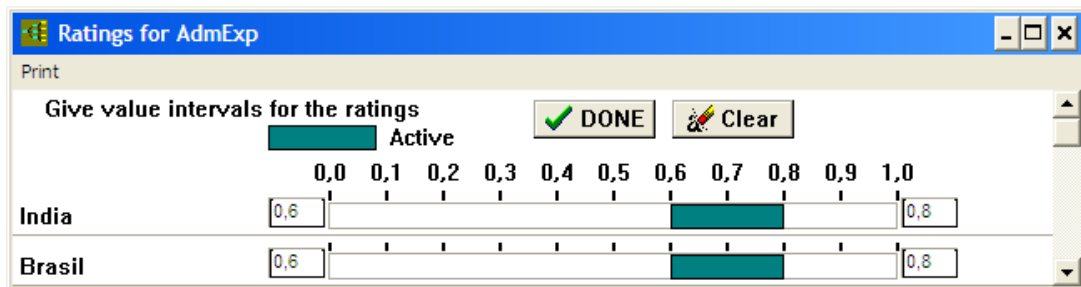 Ratings for AdmExp
Print
Give value intervals for the ratings
DONE
Clear
Active
0,0 0,1 0,2 0,3 0,4 0,5 0,6 0,7 0,8 0,9 1,0
India 0,6 0,8
Brasil 0,6 0,8